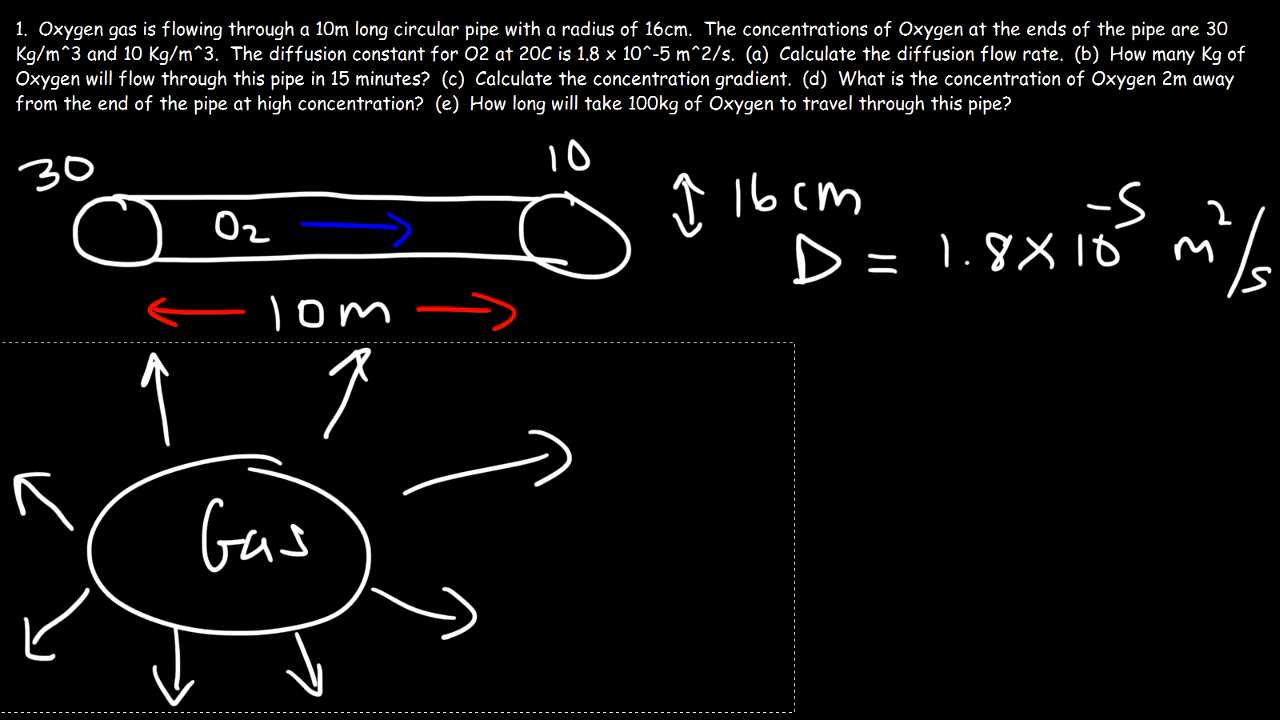 1. Oxygen gas is flowing through a 10m long circular pipe with a radius of 16cm. The concentrations of Oxygen at the ends of the pipe are 30
Kg/m^3 and 10 Kg/m^3. The diffusion constant for O2 at 20C is 1.8 x 10^-5 m^2/s. (a) Calculate the diffusion flow rate. (b) How many Kg of
Oxygen will flow through this pipe in 15 minutes? (c) Calculate the concentration gradient. (d) What is the concentration of Oxygen 2m away
from the end of the pipe at high concentration? (e) How long will take 100kg of Oxygen to travel through this pipe?
30
10
O₂
16cm
D = 1.8 X 10⁻⁵ m²/s
10m
Gas